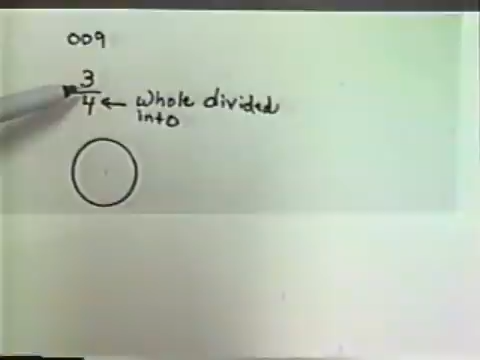 009
3
4 ← whole divided
into